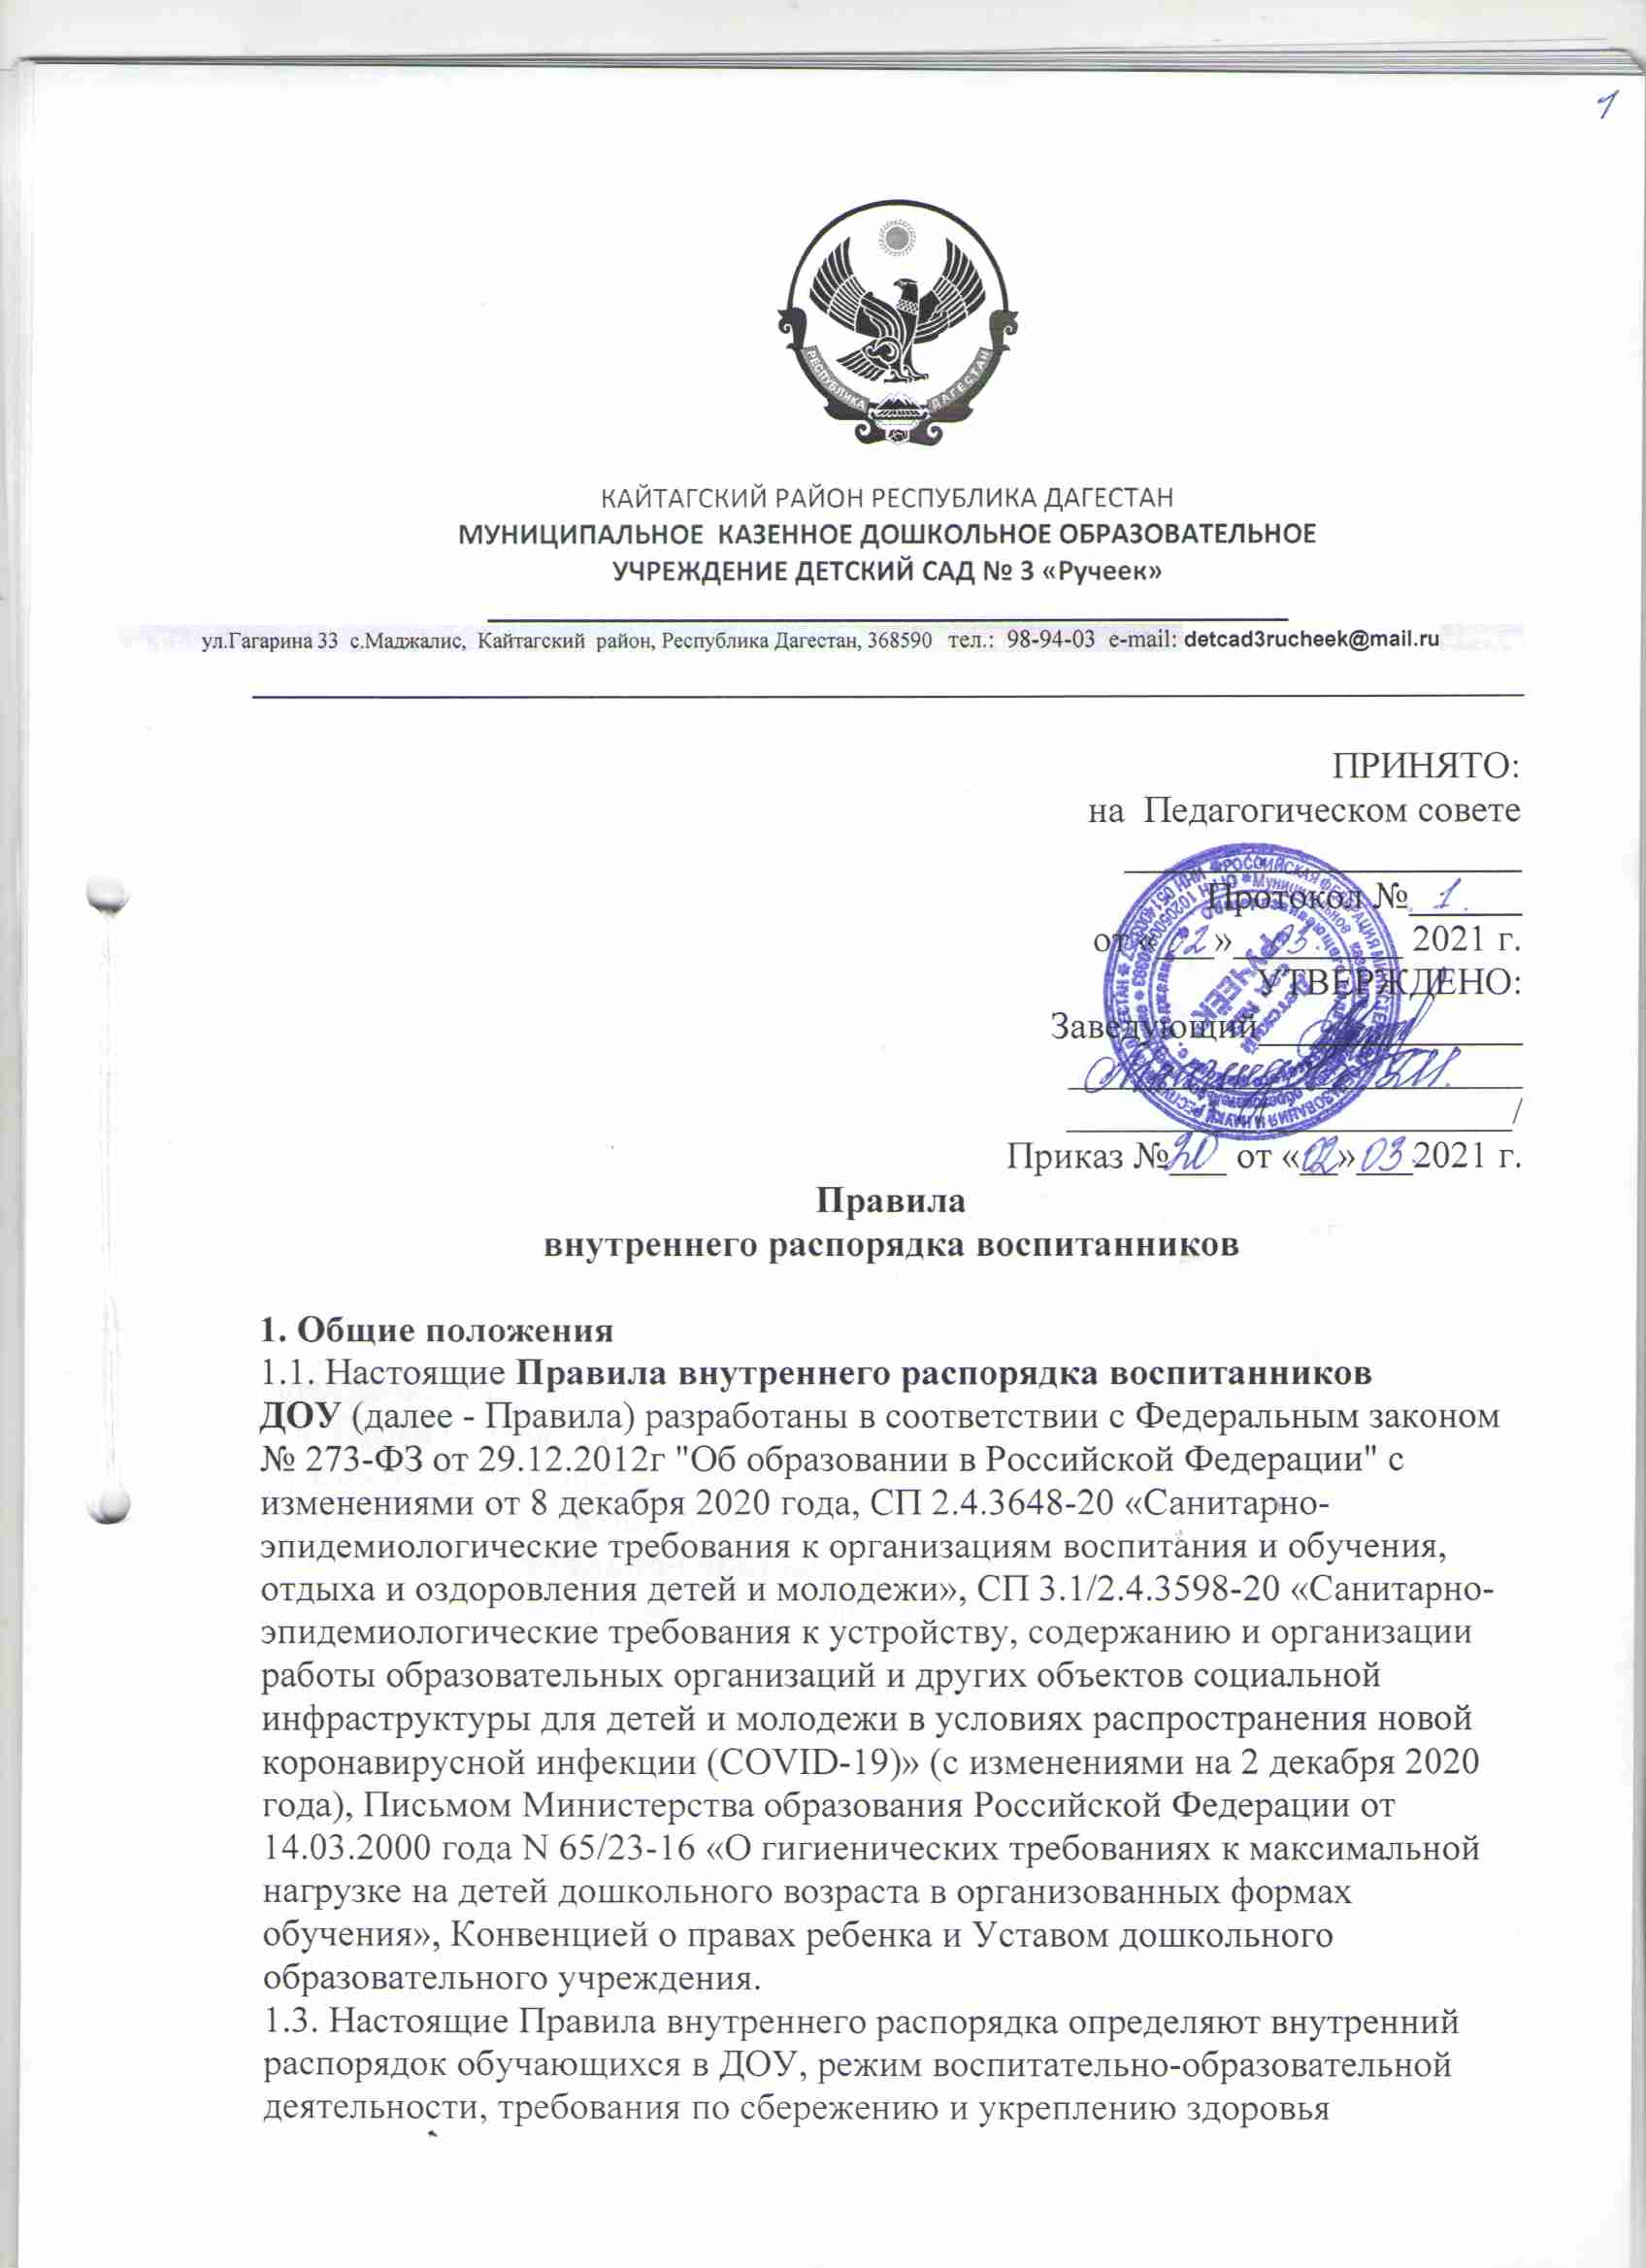 1
РЕСПУБЛИКА ДАГЕСТАН
КАЙТАГСКИЙ РАЙОН РЕСПУБЛИКА ДАГЕСТАН
МУНИЦИПАЛЬНОЕ КАЗЕННОЕ ДОШКОЛЬНОЕ ОБРАЗОВАТЕЛЬНОЕ
УЧРЕЖДЕНИЕ ДЕТСКИЙ САД № 3 «Ручеек»
ул.Гагарина 33 с.Маджалис, Кайтагский район, Республика Дагестан, 368590 тел.: 98-94-03 e-mail: detcad3rucheek@mail.ru
ПРИНЯТО:
на Педагогическом совете
Протокол № 1.
от «02» 03. 2021 г.
УТВЕРЖДЕНО:
Заведующий
/
Приказ № 20 от «02» 03 2021 г.
Правила
внутреннего распорядка воспитанников
1. Общие положения
1.1. Настоящие Правила внутреннего распорядка воспитанников
ДОУ (далее - Правила) разработаны в соответствии с Федеральным законом
№ 273-ФЗ от 29.12.2012г "Об образовании в Российской Федерации" с
изменениями от 8 декабря 2020 года, СП 2.4.3648-20 «Санитарно-
эпидемиологические требования к организациям воспитания и обучения,
отдыха и оздоровления детей и молодежи», СП 3.1/2.4.3598-20 «Санитарно-
эпидемиологические требования к устройству, содержанию и организации
работы образовательных организаций и других объектов социальной
инфраструктуры для детей и молодежи в условиях распространения новой
коронавирусной инфекции (COVID-19)» (с изменениями на 2 декабря 2020
года), Письмом Министерства образования Российской Федерации от
14.03.2000 года N 65/23-16 «О гигиенических требованиях к максимальной
нагрузке на детей дошкольного возраста в организованных формах
обучения», Конвенцией о правах ребенка и Уставом дошкольного
образовательного учреждения.
1.3. Настоящие Правила внутреннего распорядка определяют внутренний
распорядок обучающихся в ДОУ, режим воспитательно-образовательной
деятельности, требования по сбережению и укреплению здоровья